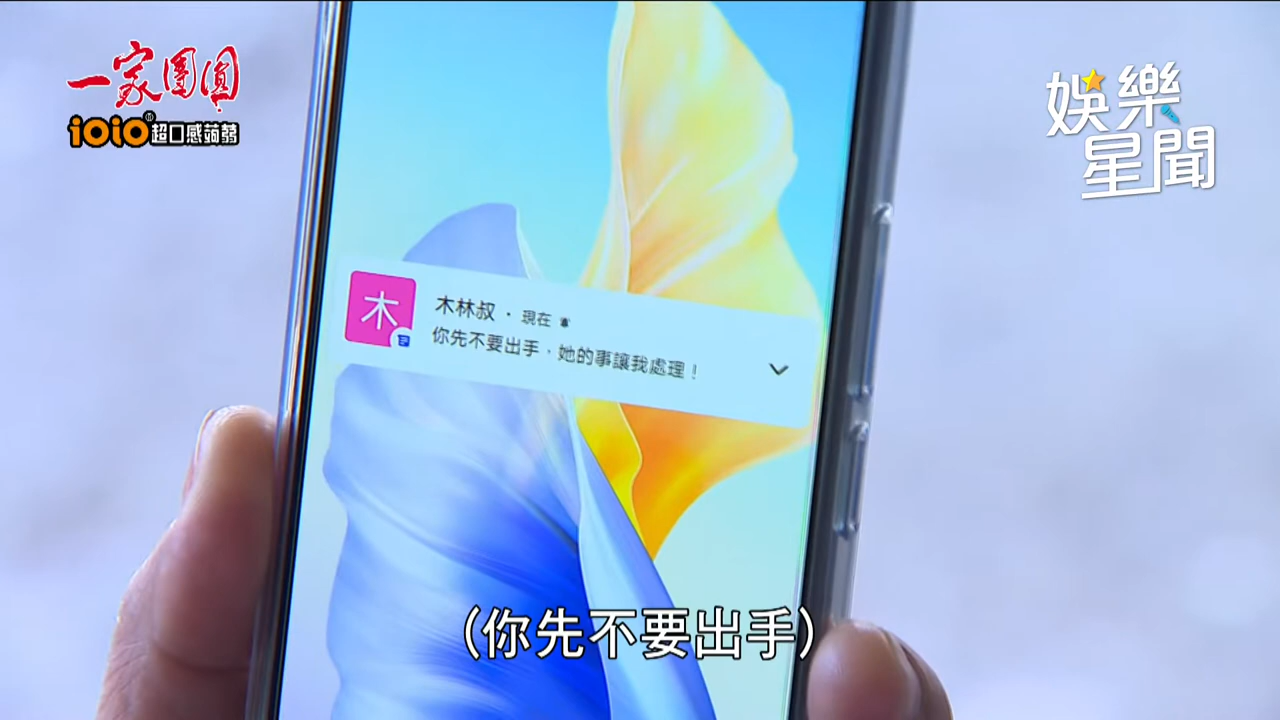 一家團圓
iOiO®超口感蒟蒻
娛樂
星聞
木
木林叔・現在
你先不要出手，她的事讓我處理！
(你先不要出手)